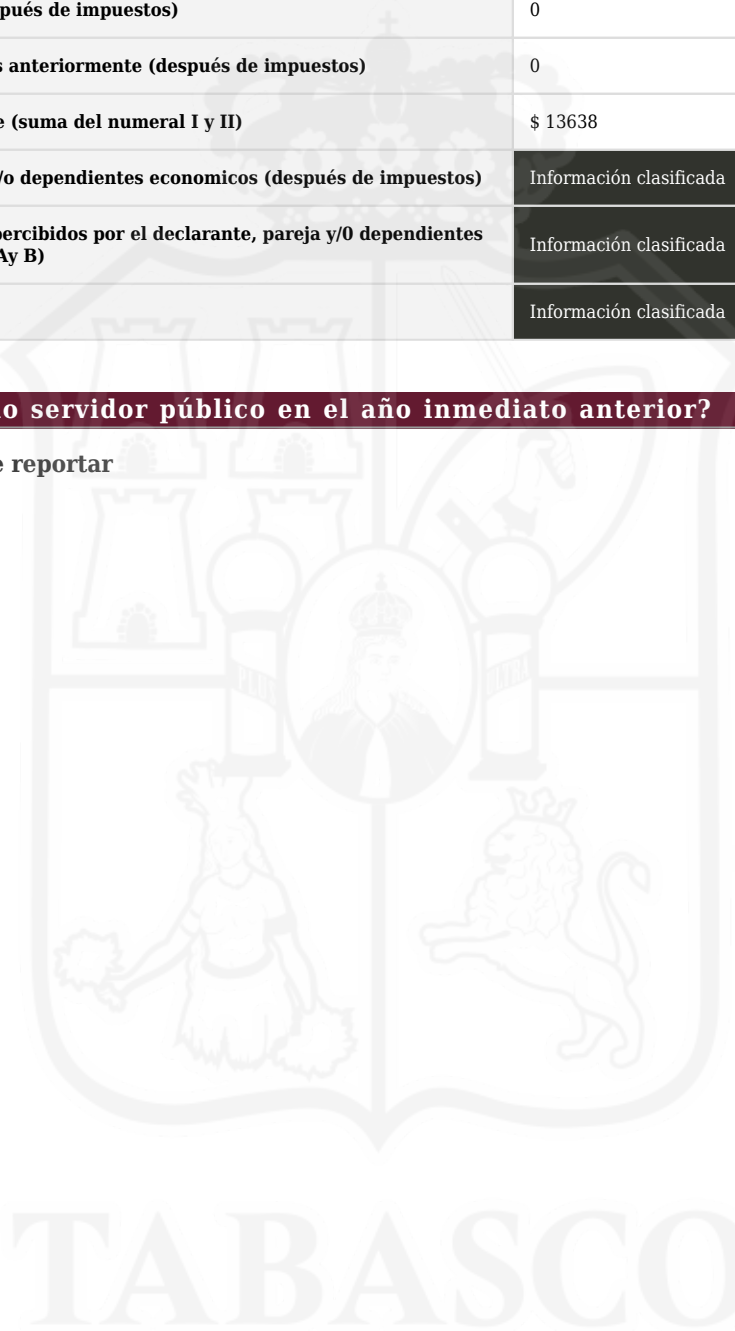 pués de impuestos) 0
s anteriormente (después de impuestos) 0
e (suma del numeral I y II) $ 13638
/o dependientes economicos (después de impuestos) Información clasificada
percibidos por el declarante, pareja y/0 dependientes
Ay B) Información clasificada
Información clasificada
o servidor público en el año inmediato anterior?
e reportar
PLUS
ULTRA
TABASCO